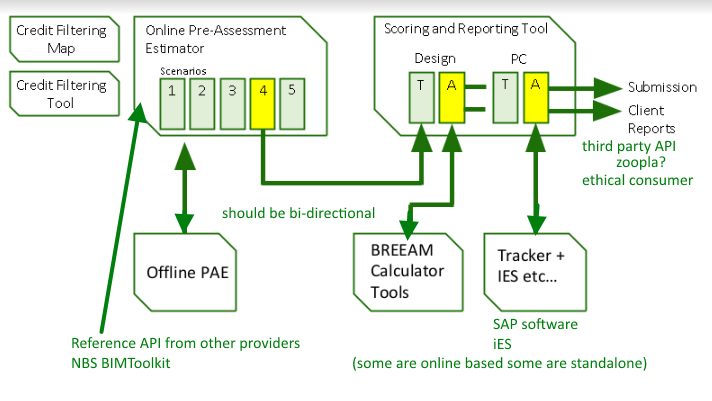 Credit Filtering
Map
Credit Filtering
Tool
Online Pre-Assessment
Estimator
Scenarios
1 2 3 4 5
Scoring and Reporting Tool
Design PC
T A T A
Submission
Client
Reports
third party API
zoopla?
ethical consumer
should be bi-directional
Offline PAE
BREEAM
Calculator
Tools
Tracker +
IES etc...
Reference API from other providers
NBS BIMToolkit
SAP software
iES
(some are online based some are standalone)